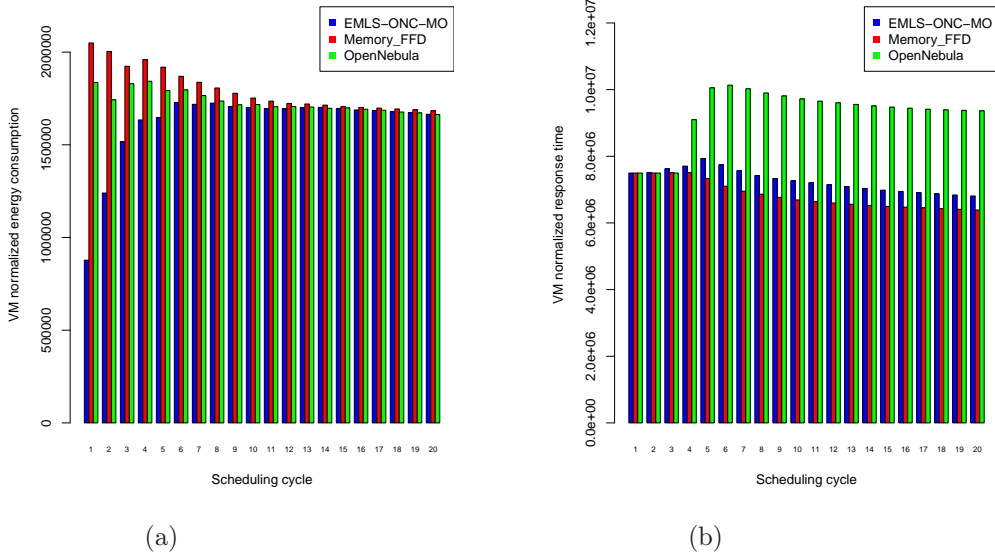 EMLS−ONC−MO
Memory_FFD
OpenNebula
VM normalized energy consumption
2000000
1500000
1000000
500000
0
1 2 3 4 5 6 7 8 9 10 11 12 13 14 15 16 17 18 19 20
Scheduling cycle
(a)
EMLS−ONC−MO
Memory_FFD
OpenNebula
VM normalized response time
1.2e+07
1.0e+07
8.0e+06
6.0e+06
4.0e+06
2.0e+06
0.0e+00
1 2 3 4 5 6 7 8 9 10 11 12 13 14 15 16 17 18 19 20
Scheduling cycle
(b)